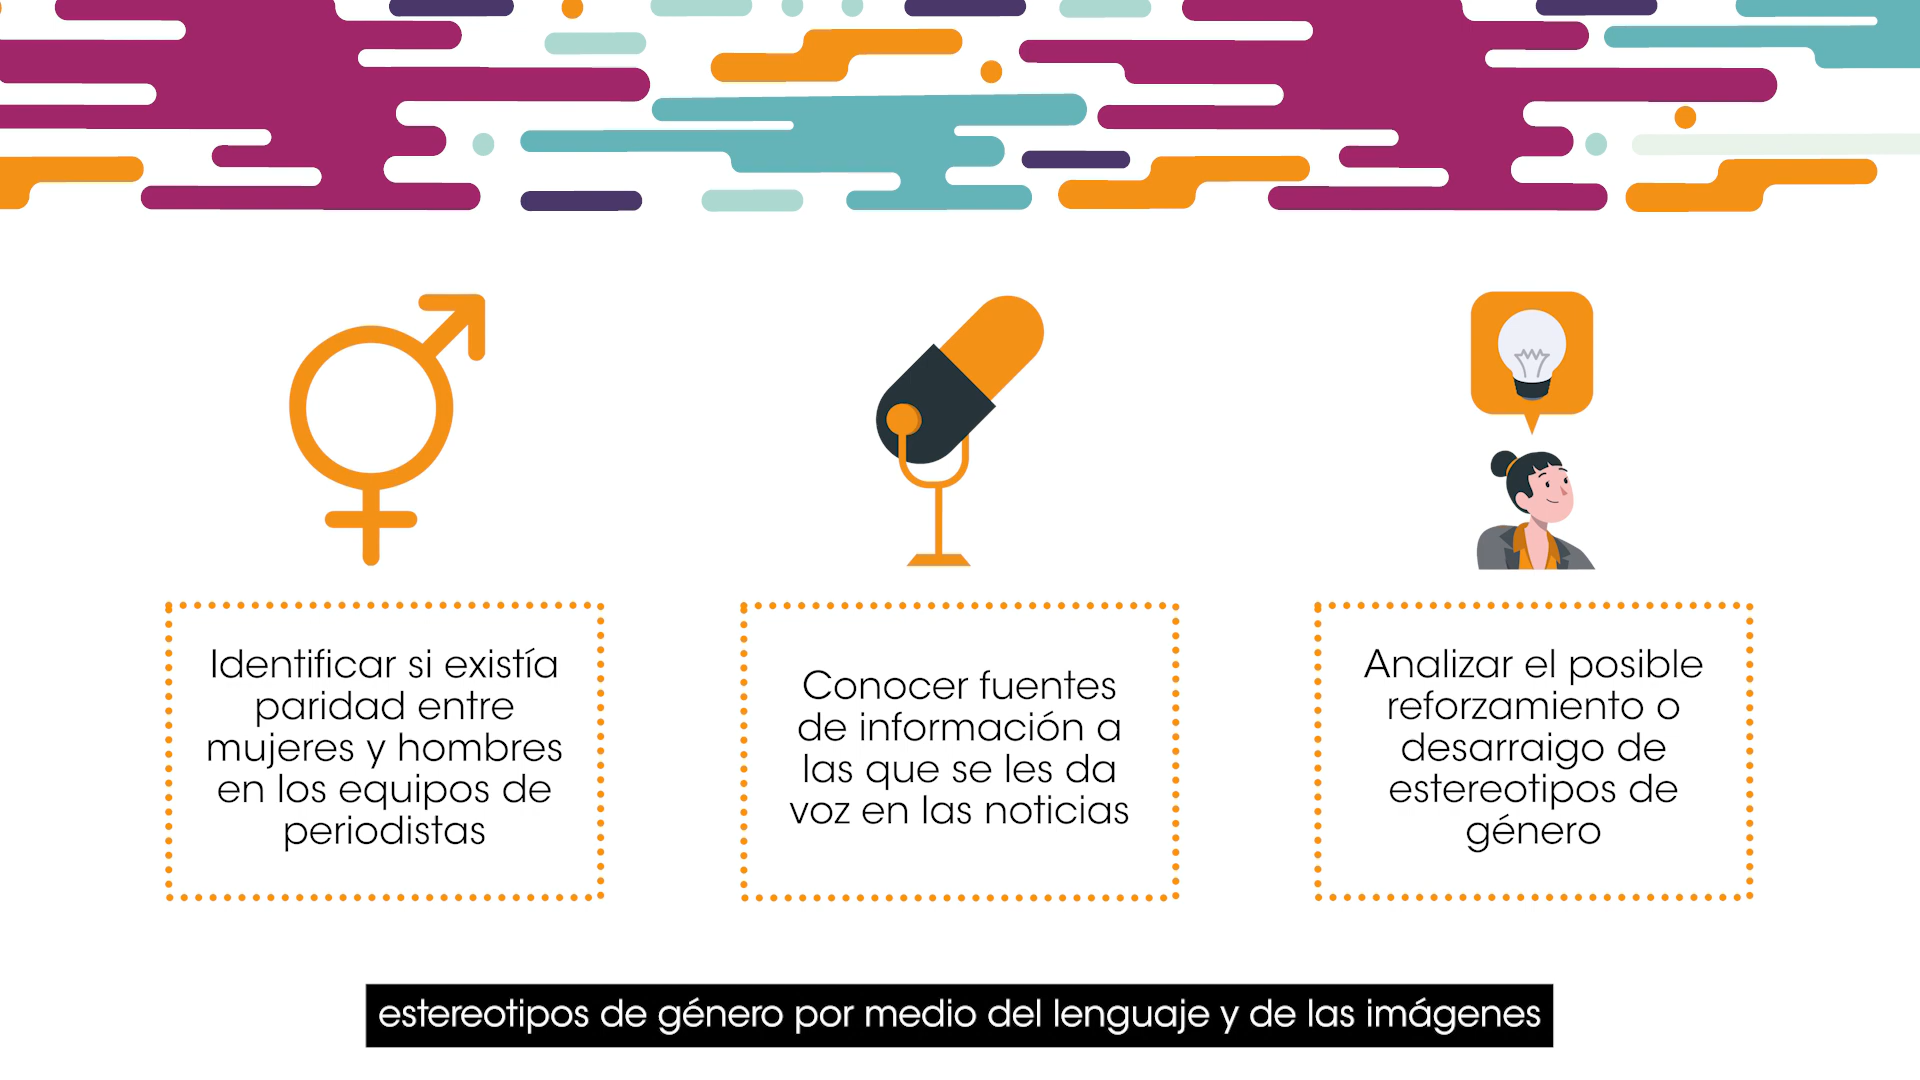 Identificar si existía
paridad entre
mujeres y hombres
en los equipos de
periodistas
Conocer fuentes
de información a
las que se les da
voz en las noticias
Analizar el posible
reforzamiento o
desarraigo de
estereotipos de
género
estereotipos de género por medio del lenguaje y de las imágenes